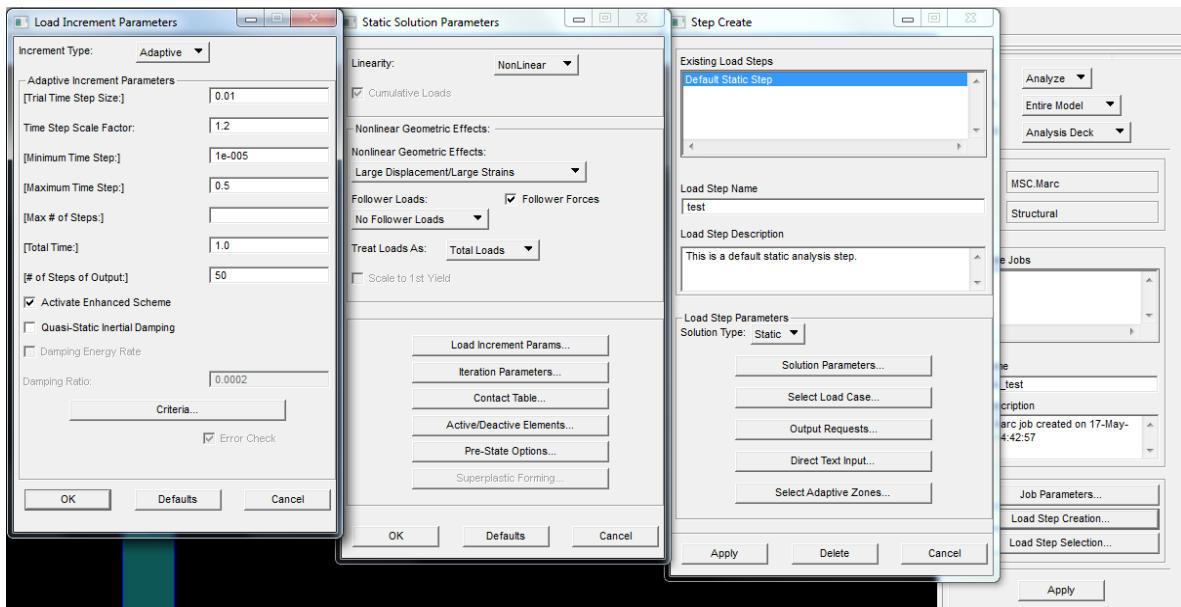 Load Increment Parameters
Increment Type:
Adaptive
Adaptive Increment Parameters
[Trial Time Step Size:]
0.01
Time Step Scale Factor:
1.2
[Minimum Time Step:]
1e-005
[Maximum Time Step:]
0.5
[Max # of Steps:]
[Total Time:]
1.0
[# of Steps of Output:]
50
Activate Enhanced Scheme
Quasi-Static Inertial Damping
Damping Energy Rate
Damping Ratio:
0.0002
Criteria...
Error Check
OK
Defaults
Cancel
Static Solution Parameters
Linearity:
NonLinear
Cumulative Loads
Nonlinear Geometric Effects:
Nonlinear Geometric Effects:
Large Displacement/Large Strains
Follower Loads:
Follower Forces
No Follower Loads
Treat Loads As:
Total Loads
Scale to 1st Yield
Load Increment Params...
Iteration Parameters...
Contact Table...
Active/Deactive Elements...
Pre-State Options...
Superplastic Forming...
OK
Defaults
Cancel
Step Create
Existing Load Steps
Default Static Step
Load Step Name
test
Load Step Description
This is a default static analysis step.
Load Step Parameters
Solution Type:
Static
Solution Parameters...
Select Load Case...
Output Requests...
Direct Text Input...
Select Adaptive Zones...
Apply
Delete
Cancel
Analyze
Entire Model
Analysis Deck
MSC.Marc
Structural
e Jobs
me
_test
cription
arc job created on 17-May-
4:42:57
Job Parameters...
Load Step Creation...
Load Step Selection...
Apply